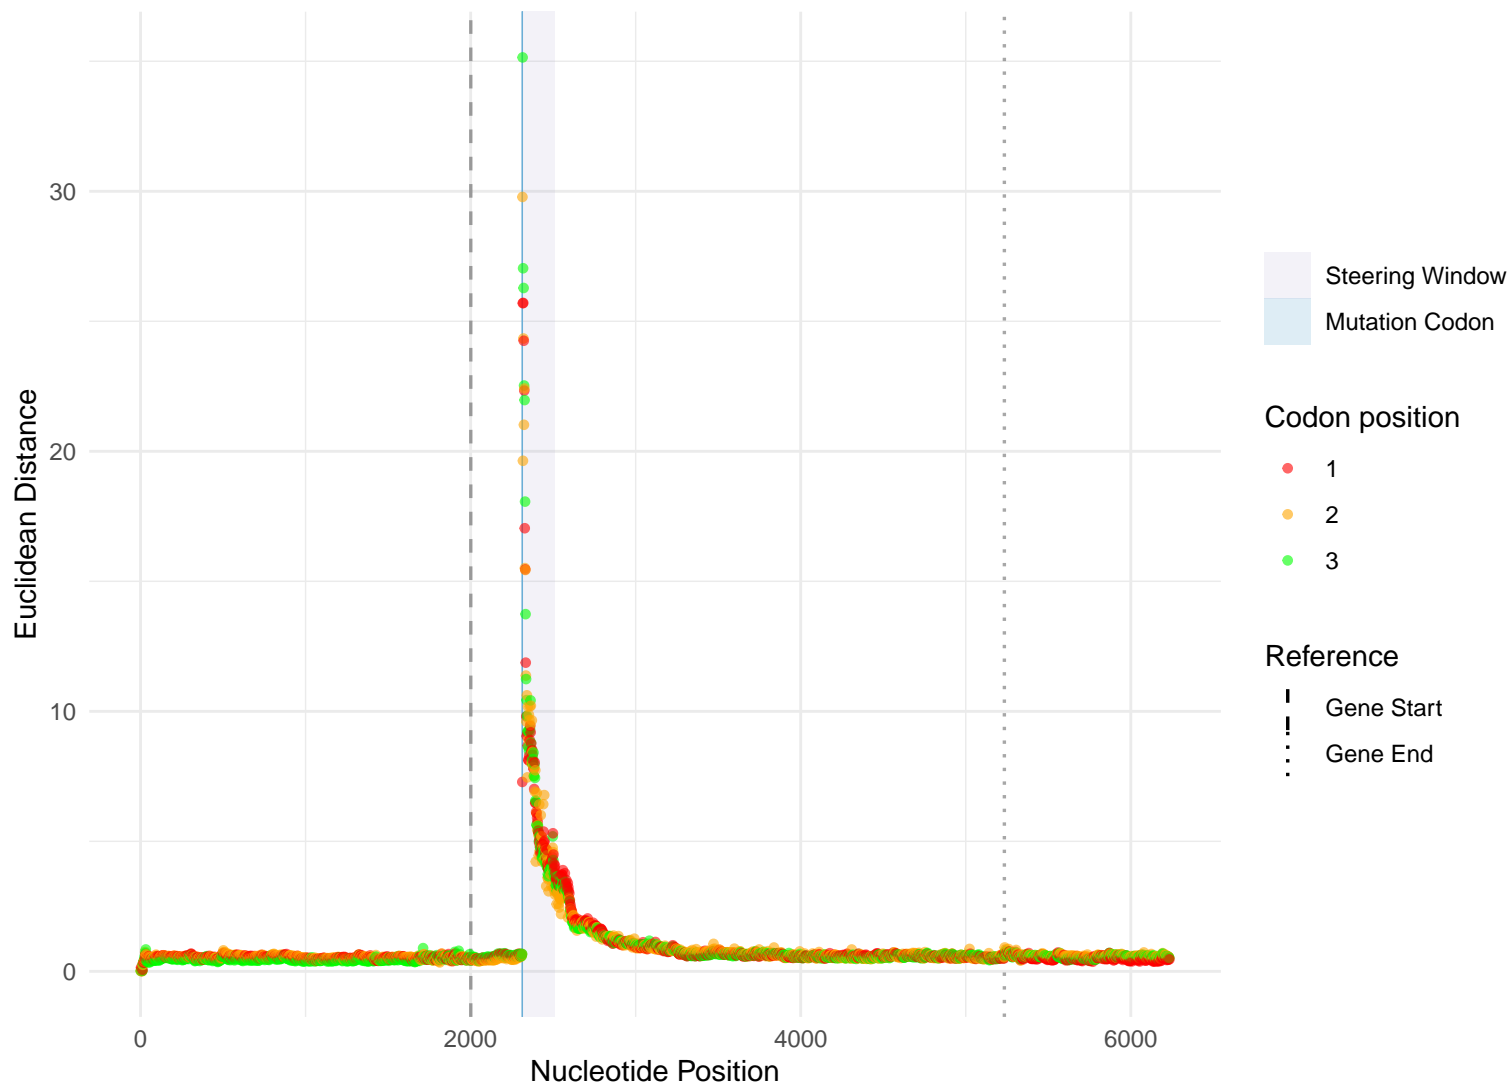 30
20
10
0
Euclidean Distance
0
2000
4000
6000
Nucleotide Position
Steering Window
Mutation Codon
Codon position
1
2
3
Reference
Gene Start
Gene End